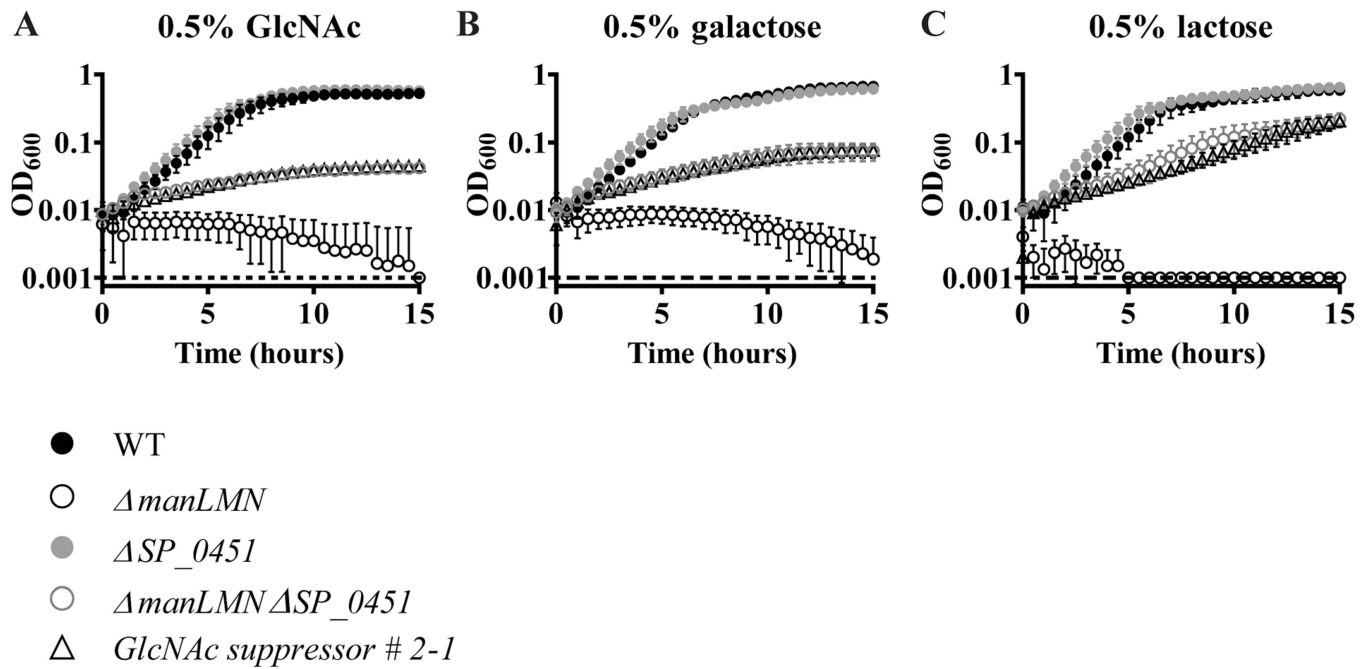 A 0.5% GlcNAc
B 0.5% galactose
C 0.5% lactose
OD600
1
0.1
0.01
0.001
0 5 10 15
Time (hours)
OD600
1
0.1
0.01
0.001
0 5 10 15
Time (hours)
OD600
1
0.1
0.01
0.001
0 5 10 15
Time (hours)
WT
ΔmanLMN
ΔSP_0451
ΔmanLMN ΔSP_0451
GlcNAc suppressor # 2-1